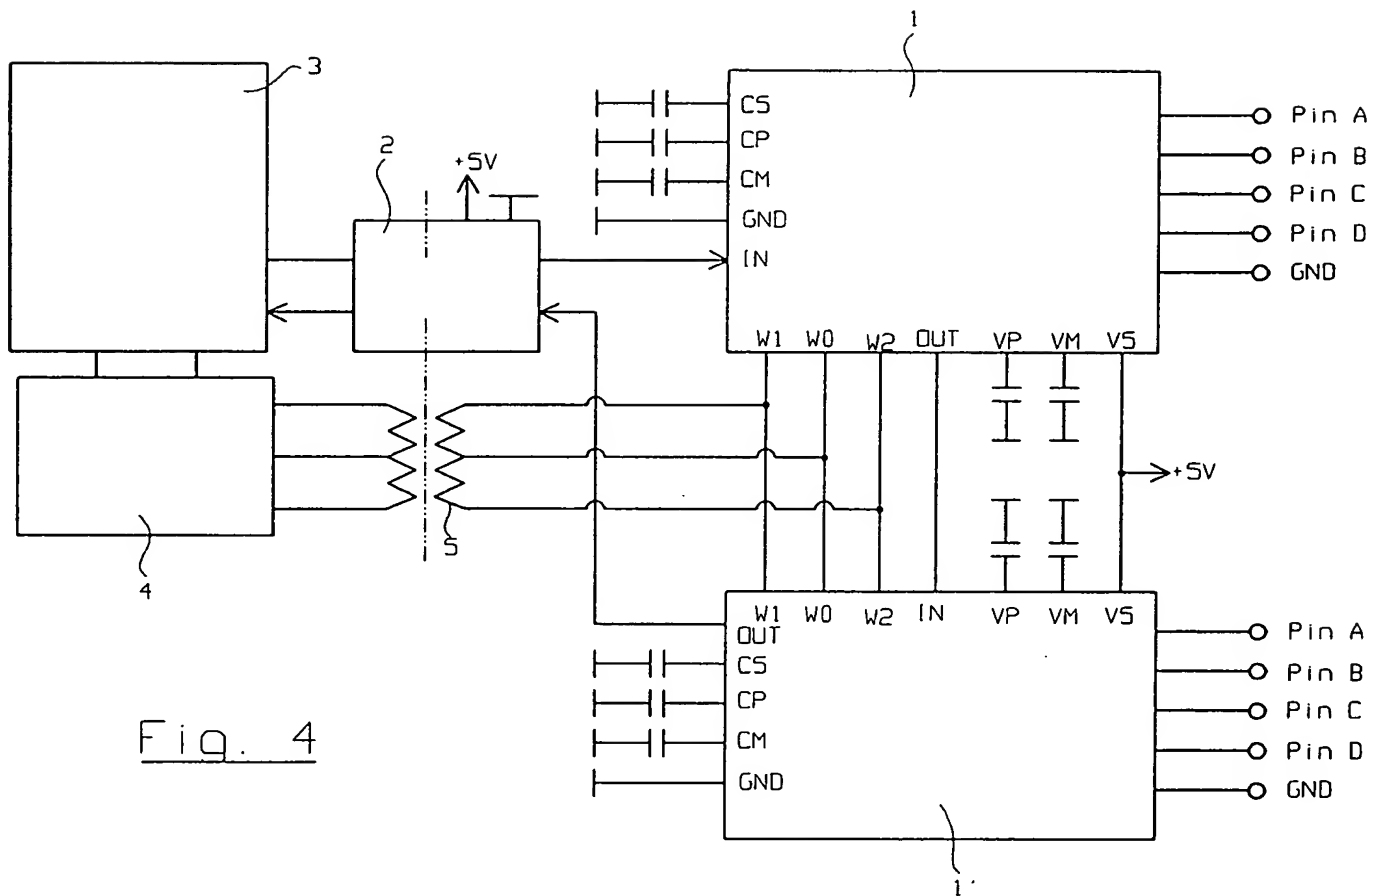 1
3
2
+5V
CS
CP
CM
GND
IN
Pin A
Pin B
Pin C
Pin D
GND
W1 W0 W2 OUT VP VM VS
+5V
4
5
W1 W0 W2 IN VP VM VS
OUT
CS
CP
CM
GND
Pin A
Pin B
Pin C
Pin D
GND
Fig. 4
1'